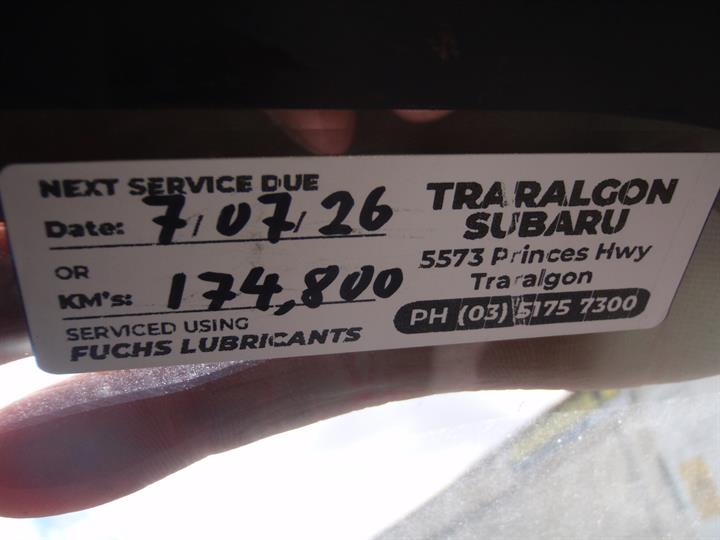 NEXT SERVICE DUE
Date: 7/07/26
OR
KM's: 174,800
SERVICED USING
FUCHS LUBRICANTS
TRARALGON
SUBARU
5573 Princes Hwy
Traralgon
PH (03) 5175 7300